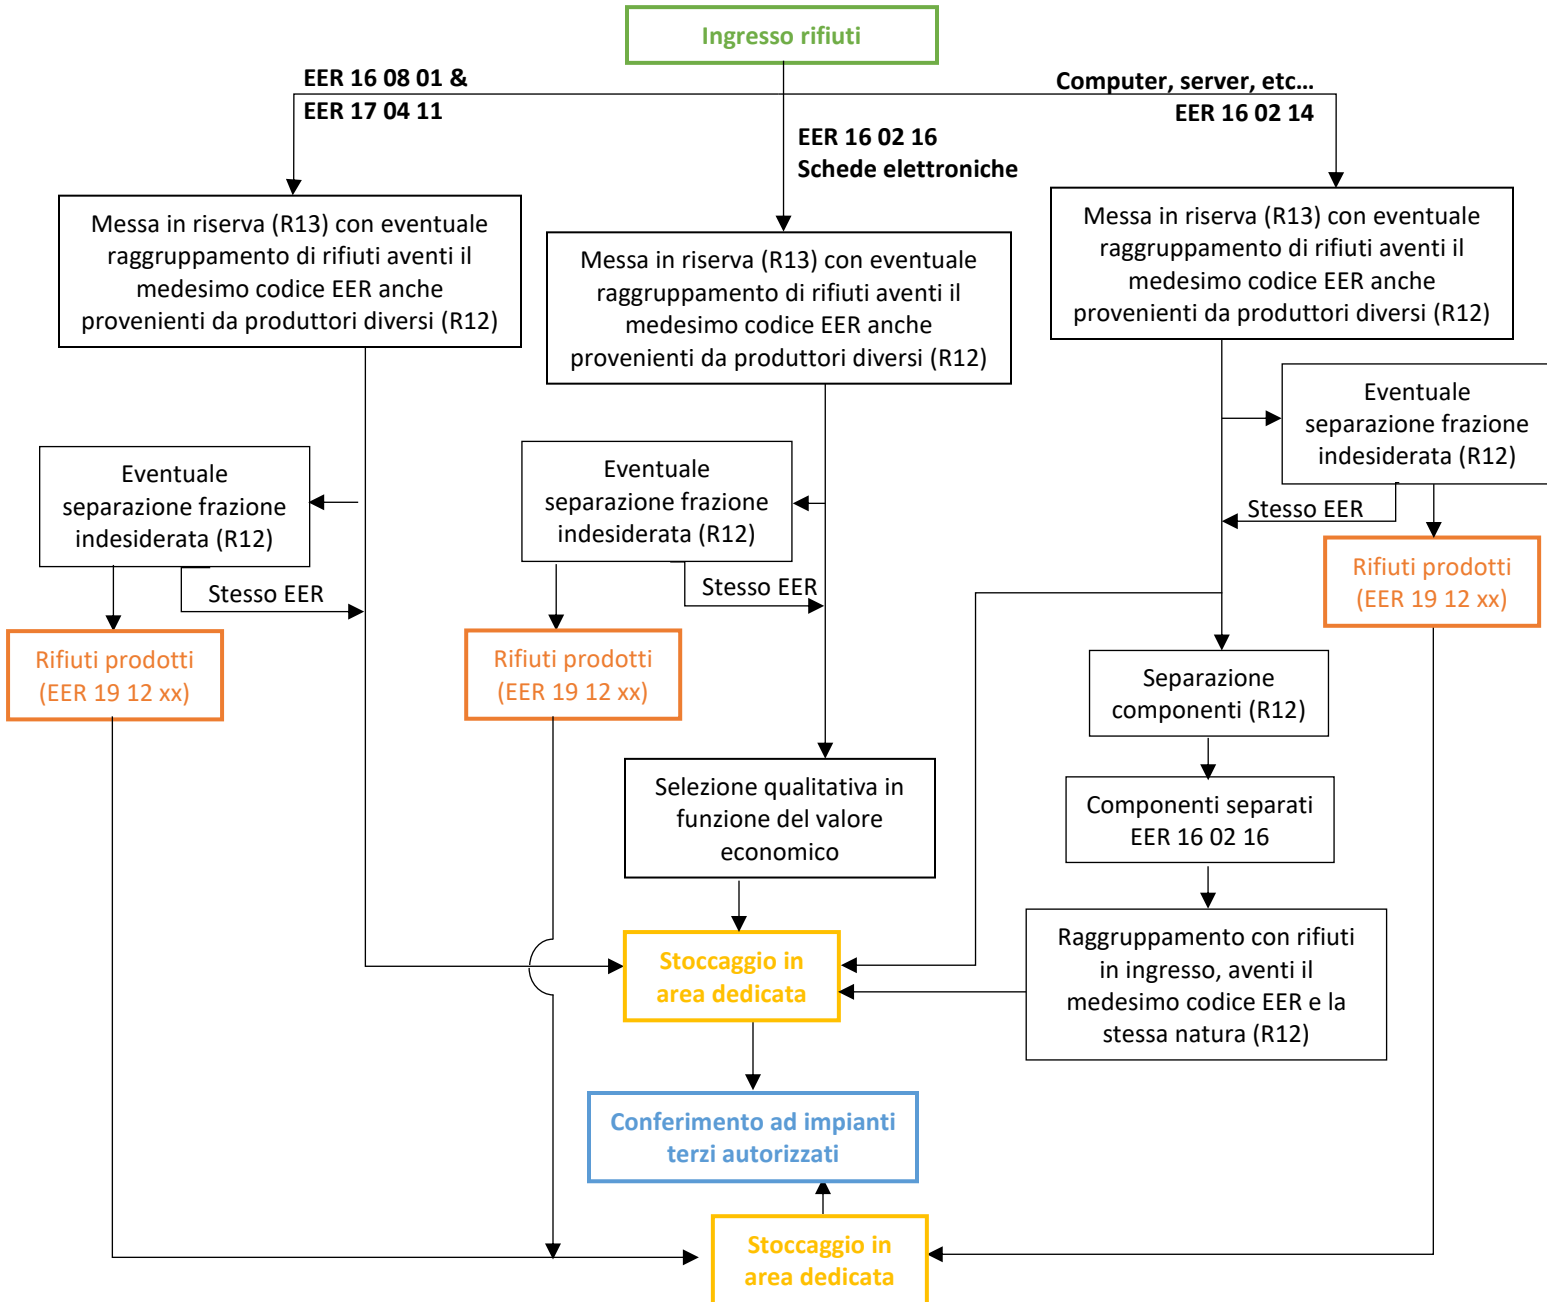 Ingresso rifiuti
EER 16 08 01 &
EER 17 04 11
Computer, server, etc...
EER 16 02 14
EER 16 02 16
Schede elettroniche
Messa in riserva (R13) con eventuale
raggruppamento di rifiuti aventi il
medesimo codice EER anche
provenienti da produttori diversi (R12)
Messa in riserva (R13) con eventuale
raggruppamento di rifiuti aventi il
medesimo codice EER anche
provenienti da produttori diversi (R12)
Messa in riserva (R13) con eventuale
raggruppamento di rifiuti aventi il
medesimo codice EER anche
provenienti da produttori diversi (R12)
Eventuale
separazione frazione
indesiderata (R12)
Eventuale
separazione frazione
indesiderata (R12)
Eventuale
separazione frazione
indesiderata (R12)
Stesso EER
Stesso EER
Stesso EER
Rifiuti prodotti
(EER 19 12 xx)
Rifiuti prodotti
(EER 19 12 xx)
Rifiuti prodotti
(EER 19 12 xx)
Separazione
componenti (R12)
Selezione qualitativa in
funzione del valore
economico
Componenti separati
EER 16 02 16
Stoccaggio in
area dedicata
Raggruppamento con rifiuti
in ingresso, aventi il
medesimo codice EER e la
stessa natura (R12)
Conferimento ad impianti
terzi autorizzati
Stoccaggio in
area dedicata